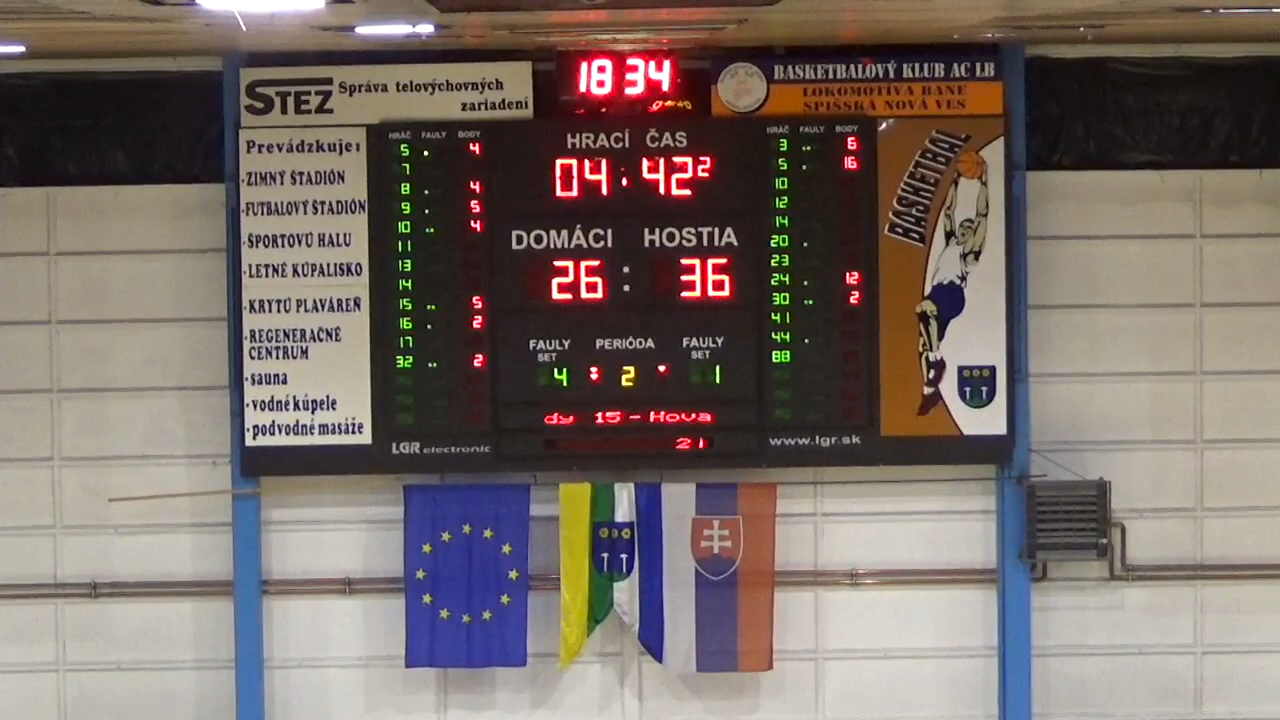 STEZ Správa telovýchovných
zariadení
18 34
BASKETBALOVÝ KLUB AC LB
LOKOMOTÍVA BANE
SPIŠSKÁ NOVÁ VES
Prevádzkuje:
·ZIMNÝ ŠTADIÓN
·FUTBALOVÝ ŠTADIÓN
·ŠPORTOVÚ HALU
·LETNÉ KÚPALISKO
·KRYTÚ PLAVÁREŇ
·REGENERAČNÉ
CENTRUM
·sauna
·vodné kúpele
·podvodné masáže
HRÁČ FAULY BODY
5 . 4
7
8 . 4
9 . 5
10 .. 4
11
13
14
15 .. 5
16 . 2
17
32 .. 2
LGR electronic
HRACÍ ČAS
04:42 2
DOMÁCI HOSTIA
26 : 36
FAULY PERIÓDA FAULY
SET SET
4 2 1
dy 15 - Hova
21
HRÁČ FAULY BODY
3 .. 6
5 .. 16
10
12
14
20 .
23
24 . 12
30 .. 2
41
44 .
88
www.lgr.sk
BASKETBAL